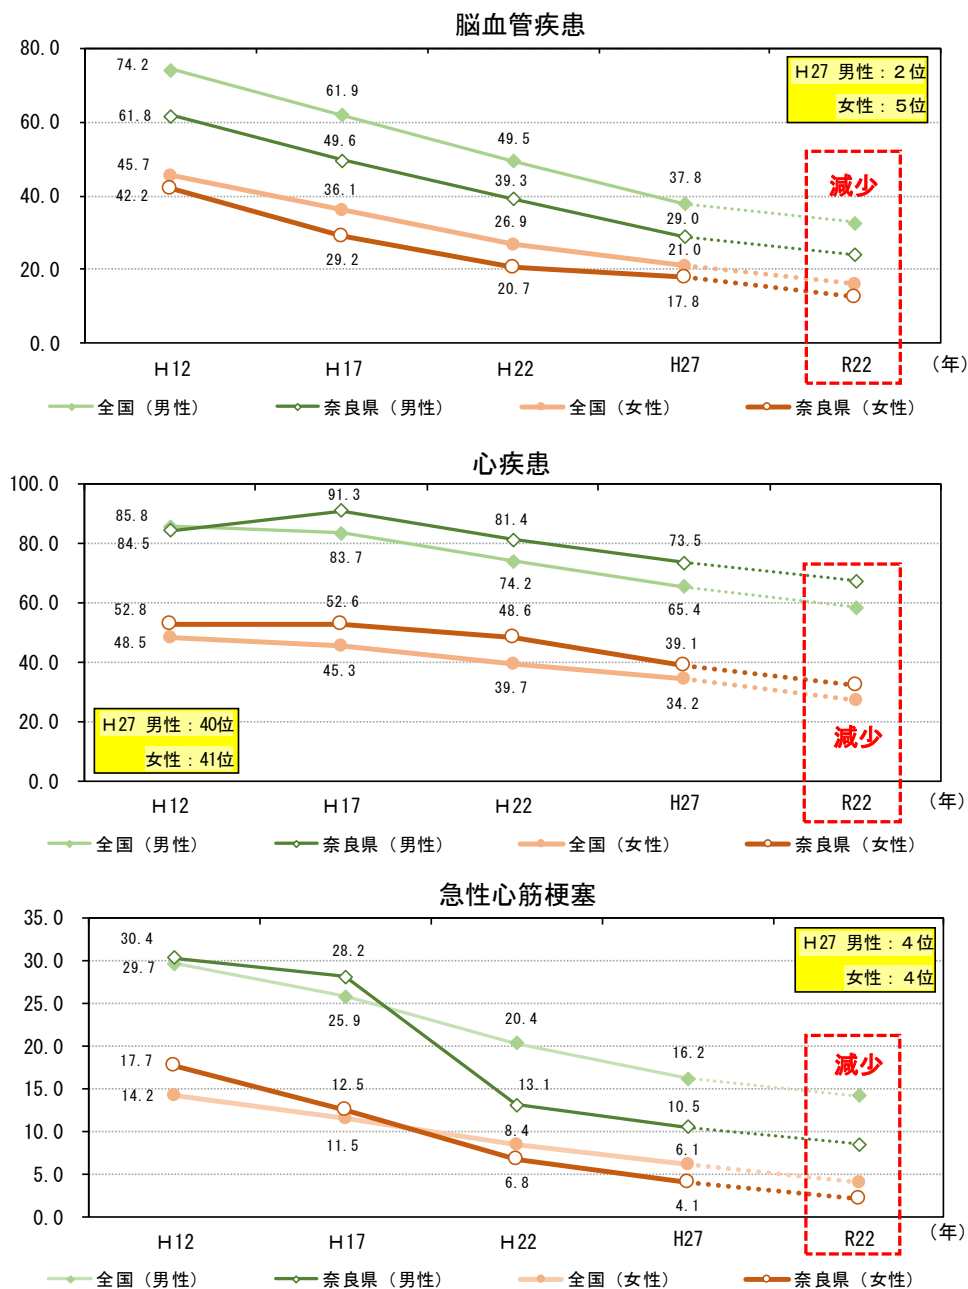 脳血管疾患
80.0
60.0
40.0
20.0
0.0
74.2
61.9
49.5
37.8
61.8
49.6
39.3
29.0
45.7
36.1
26.9
21.0
42.2
29.2
20.7
17.8
H27 男性：２位
女性：５位
減少
H12
H17
H22
H27
R22
（年）
全国（男性）
奈良県（男性）
全国（女性）
奈良県（女性）
心疾患
100.0
80.0
60.0
40.0
20.0
0.0
85.8
91.3
81.4
73.5
84.5
83.7
74.2
65.4
52.8
52.6
48.6
39.1
48.5
45.3
39.7
34.2
H27 男性：40位
女性：41位
減少
H12
H17
H22
H27
R22
（年）
全国（男性）
奈良県（男性）
全国（女性）
奈良県（女性）
急性心筋梗塞
35.0
30.0
25.0
20.0
15.0
10.0
5.0
0.0
30.4
28.2
20.4
16.2
29.7
25.9
13.1
10.5
17.7
12.5
8.4
6.1
14.2
11.5
6.8
4.1
H27 男性：４位
女性：４位
減少
H12
H17
H22
H27
R22
（年）
全国（男性）
奈良県（男性）
全国（女性）
奈良県（女性）